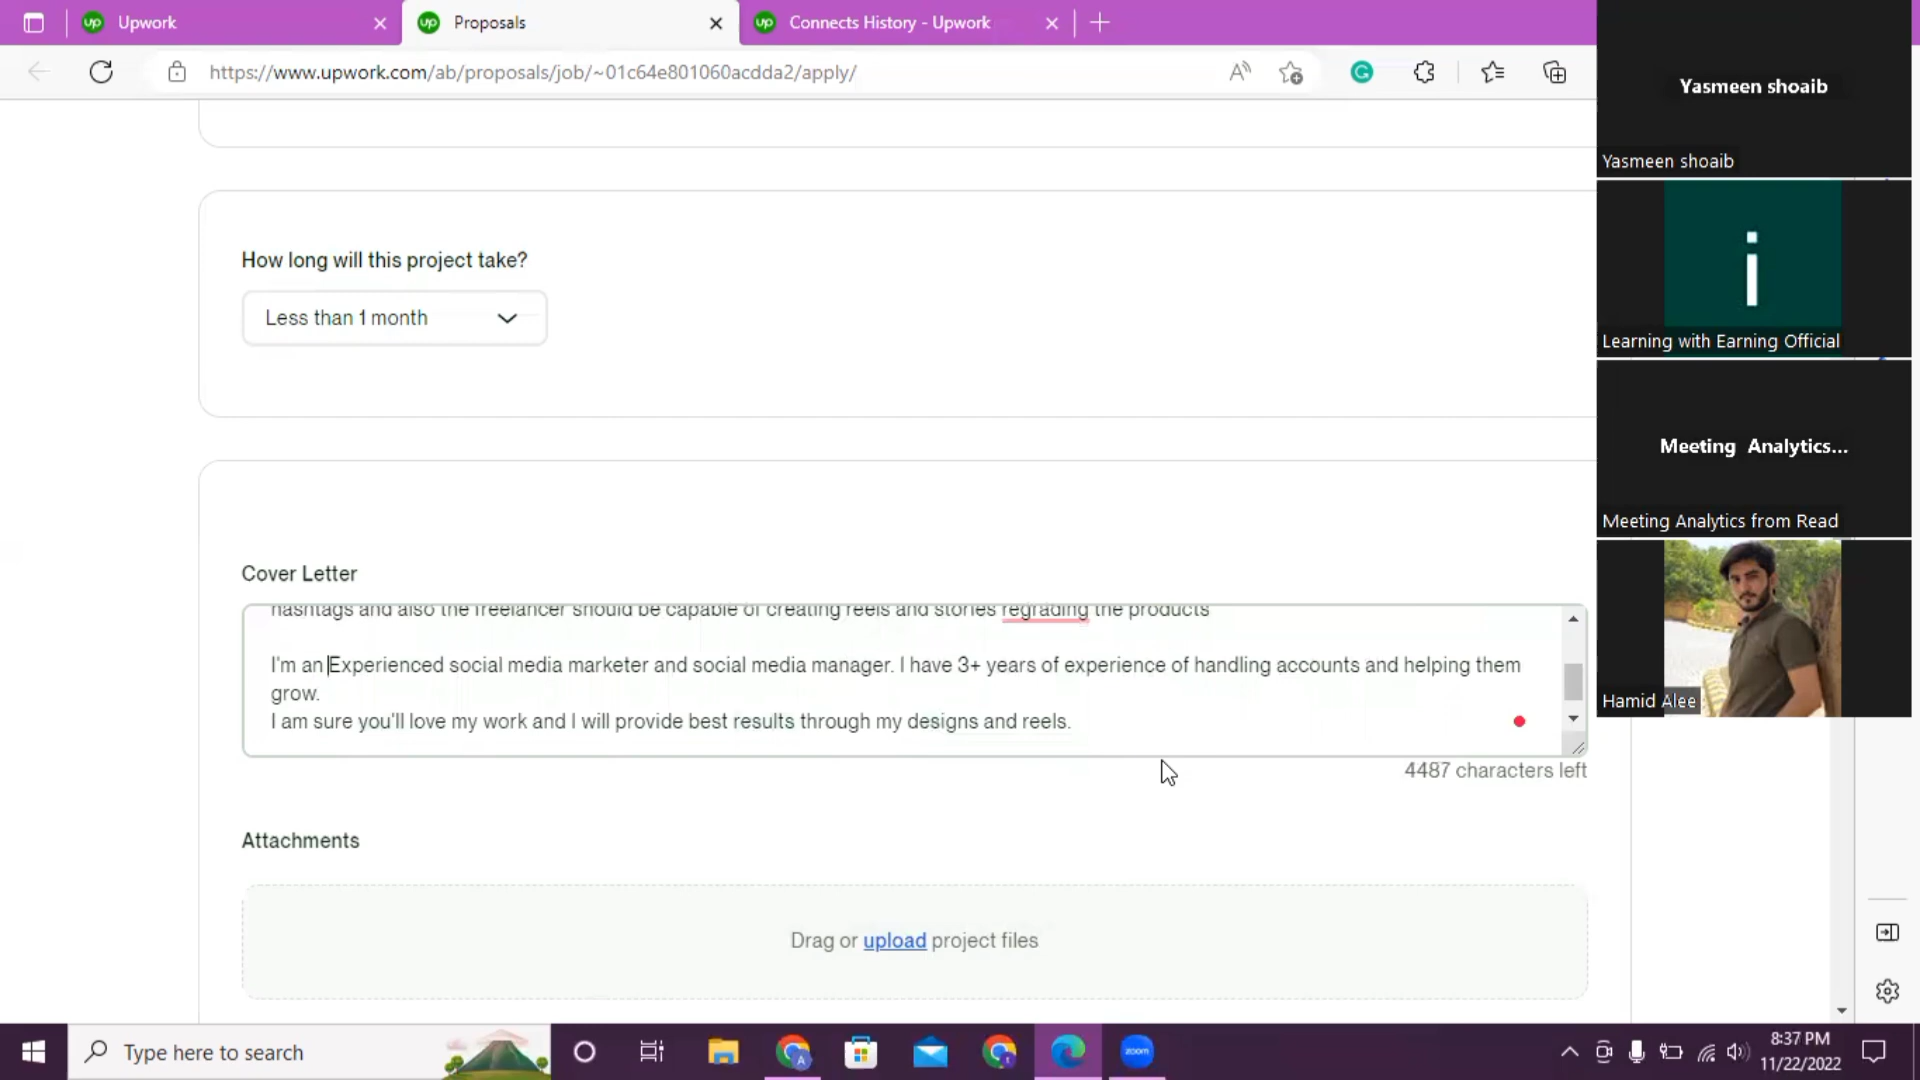 Upwork
Proposals
Connects History - Upwork
https://www.upwork.com/ab/proposals/job/~01c64e801060acdda2/apply/
Yasmeen shoaib
Yasmeen shoaib
i
Learning with Earning Official
Meeting Analytics...
Meeting Analytics from Read
Hamid Alee
How long will this project take?
Less than 1 month
Cover Letter
hashtags and also the freelancer should be capable of creating reels and stories regrading the products
I'm an Experienced social media marketer and social media manager. I have 3+ years of experience of handling accounts and helping them
grow.
I am sure you'll love my work and I will provide best results through my designs and reels.
4487 characters left
Attachments
Drag or upload project files
Type here to search
zoom
8:37 PM
11/22/2022